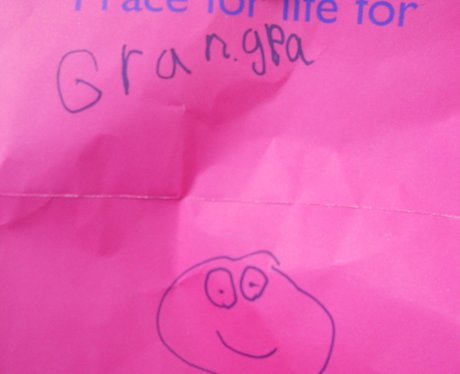 I race for life for
Grangpa